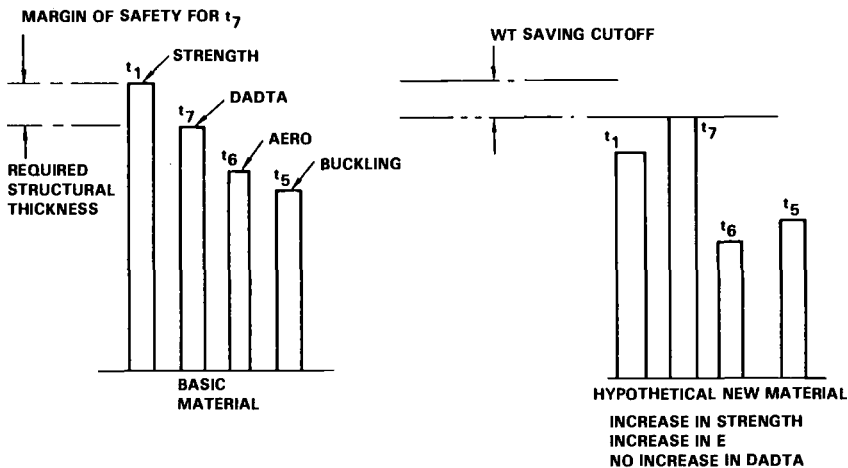 MARGIN OF SAFETY FOR t7
t1
STRENGTH
t7
DADTA
t6
AERO
t5
BUCKLING
REQUIRED
STRUCTURAL
THICKNESS
BASIC
MATERIAL
WT SAVING CUTOFF
t1
t7
t6
t5
HYPOTHETICAL NEW MATERIAL
INCREASE IN STRENGTH
INCREASE IN E
NO INCREASE IN DADTA